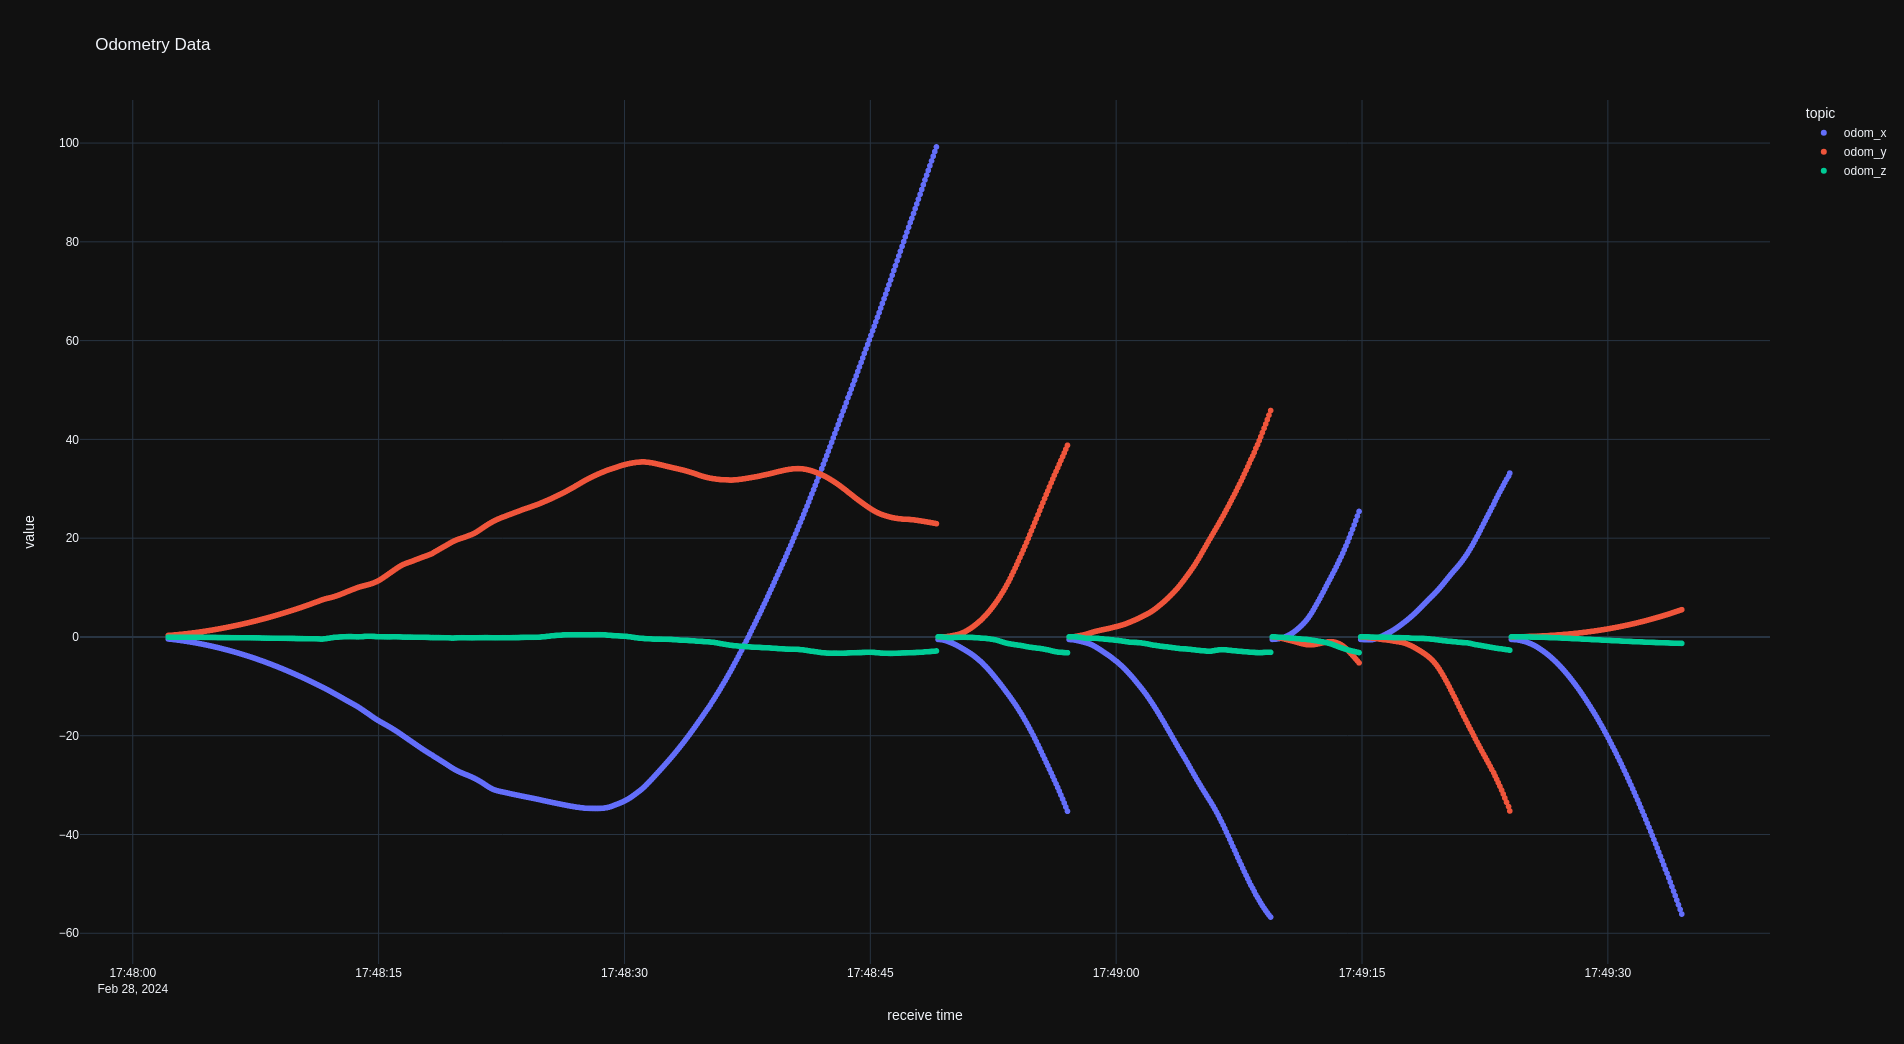 Odometry Data
topic
odom_x
odom_y
odom_z
100
80
60
40
20
0
−20
−40
−60
value
17:48:00 17:48:15 17:48:30 17:48:45 17:49:00 17:49:15 17:49:30
Feb 28, 2024
receive time